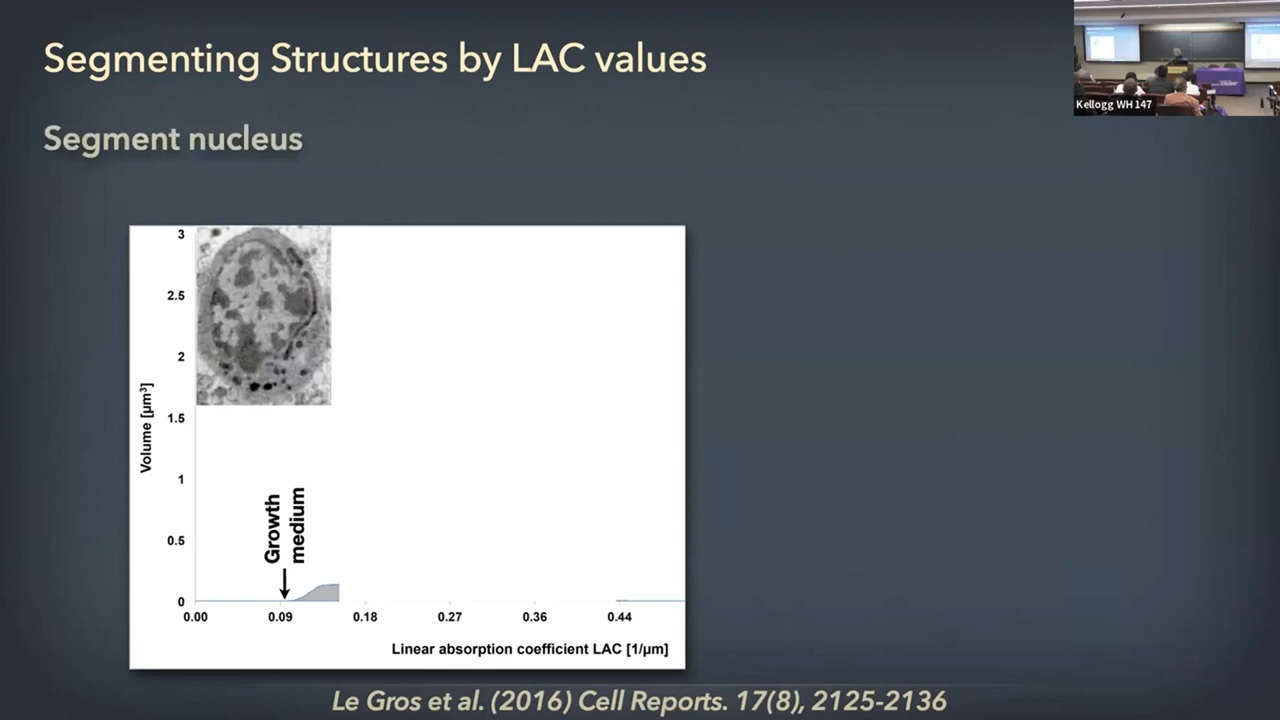 Segmenting Structures by LAC values
Kellogg WH 147
Segment nucleus
3
2.5
2
1.5
1
0.5
0
Volume [µm³]
Growth
medium
0.00 0.09 0.18 0.27 0.36 0.44
Linear absorption coefficient LAC [1/µm]
Le Gros et al. (2016) Cell Reports. 17(8), 2125-2136